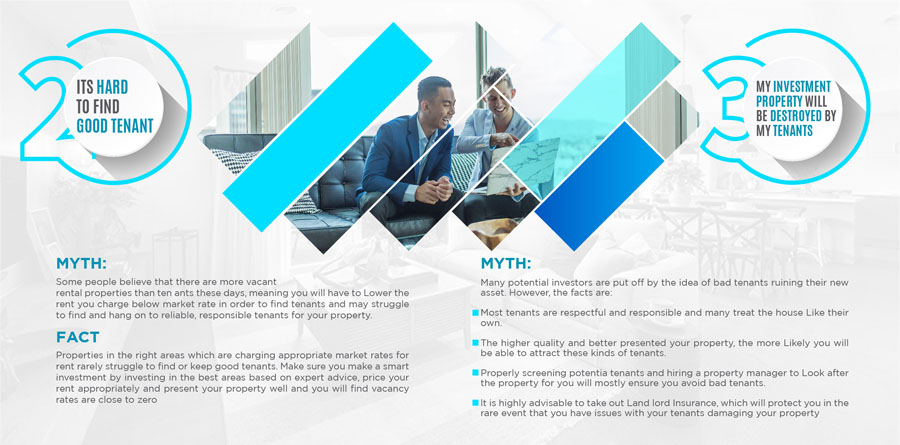 2
ITS HARD
TO FIND
GOOD TENANT
MYTH:
Some people believe that there are more vacant
rental properties than ten ants these days, meaning you will have to Lower the
rent you charge below market rate in order to find tenants and may struggle
to find and hang on to reliable, responsible tenants for your property.
FACT
Properties in the right areas which are charging appropriate market rates for
rent rarely struggle to find or keep good tenants. Make sure you make a smart
investment by investing in the best areas based on expert advice, price your
rent appropriately and present your property well and you will find vacancy
rates are close to zero
3
MY INVESTMENT
PROPERTY WILL
BE DESTROYED BY
MY TENANTS
MYTH:
Many potential investors are put off by the idea of bad tenants ruining their new
asset. However, the facts are:
Most tenants are respectful and responsible and many treat the house Like their
own.
The higher quality and better presented your property, the more Likely you will
be able to attract these kinds of tenants.
Properly screening potentia tenants and hiring a property manager to Look after
the property for you will mostly ensure you avoid bad tenants.
It is highly advisable to take out Land lord Insurance, which will protect you in the
rare event that you have issues with your tenants damaging your property